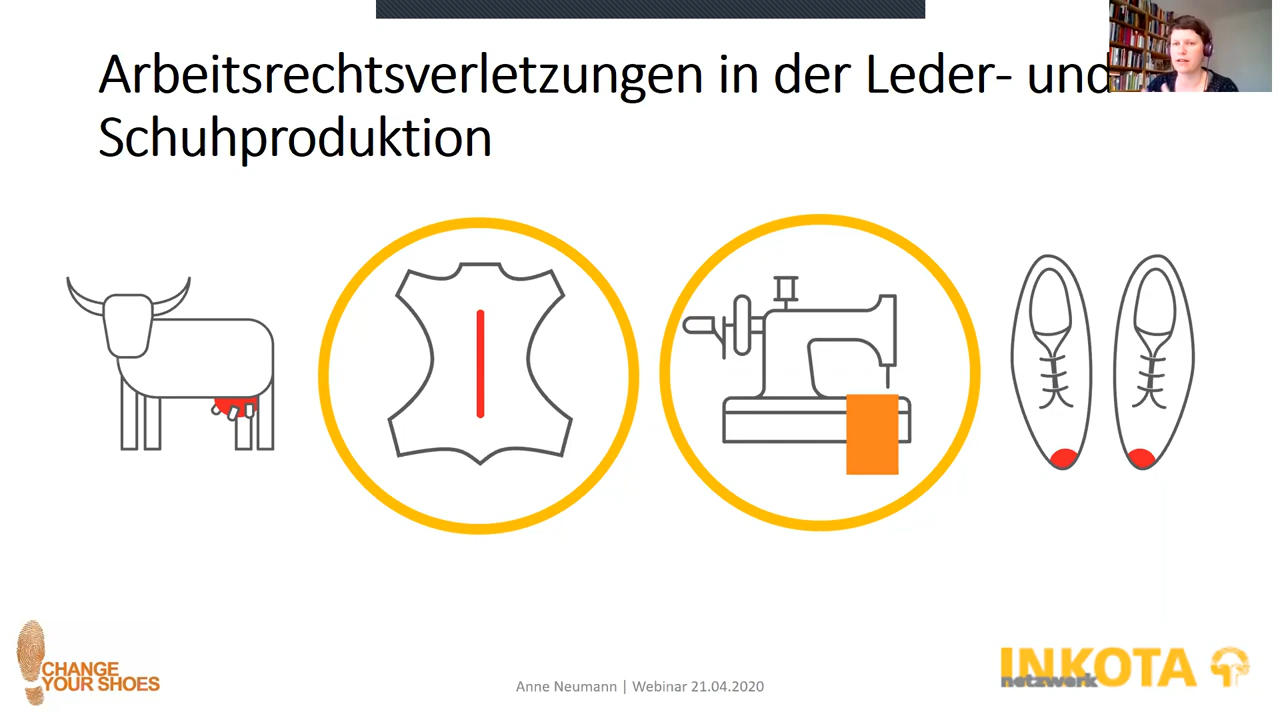 Arbeitsrechtsverletzungen in der Leder- und
Schuhproduktion
CHANGE
YOUR SHOES
Anne Neumann | Webinar 21.04.2020
INKOTA
netzwerk